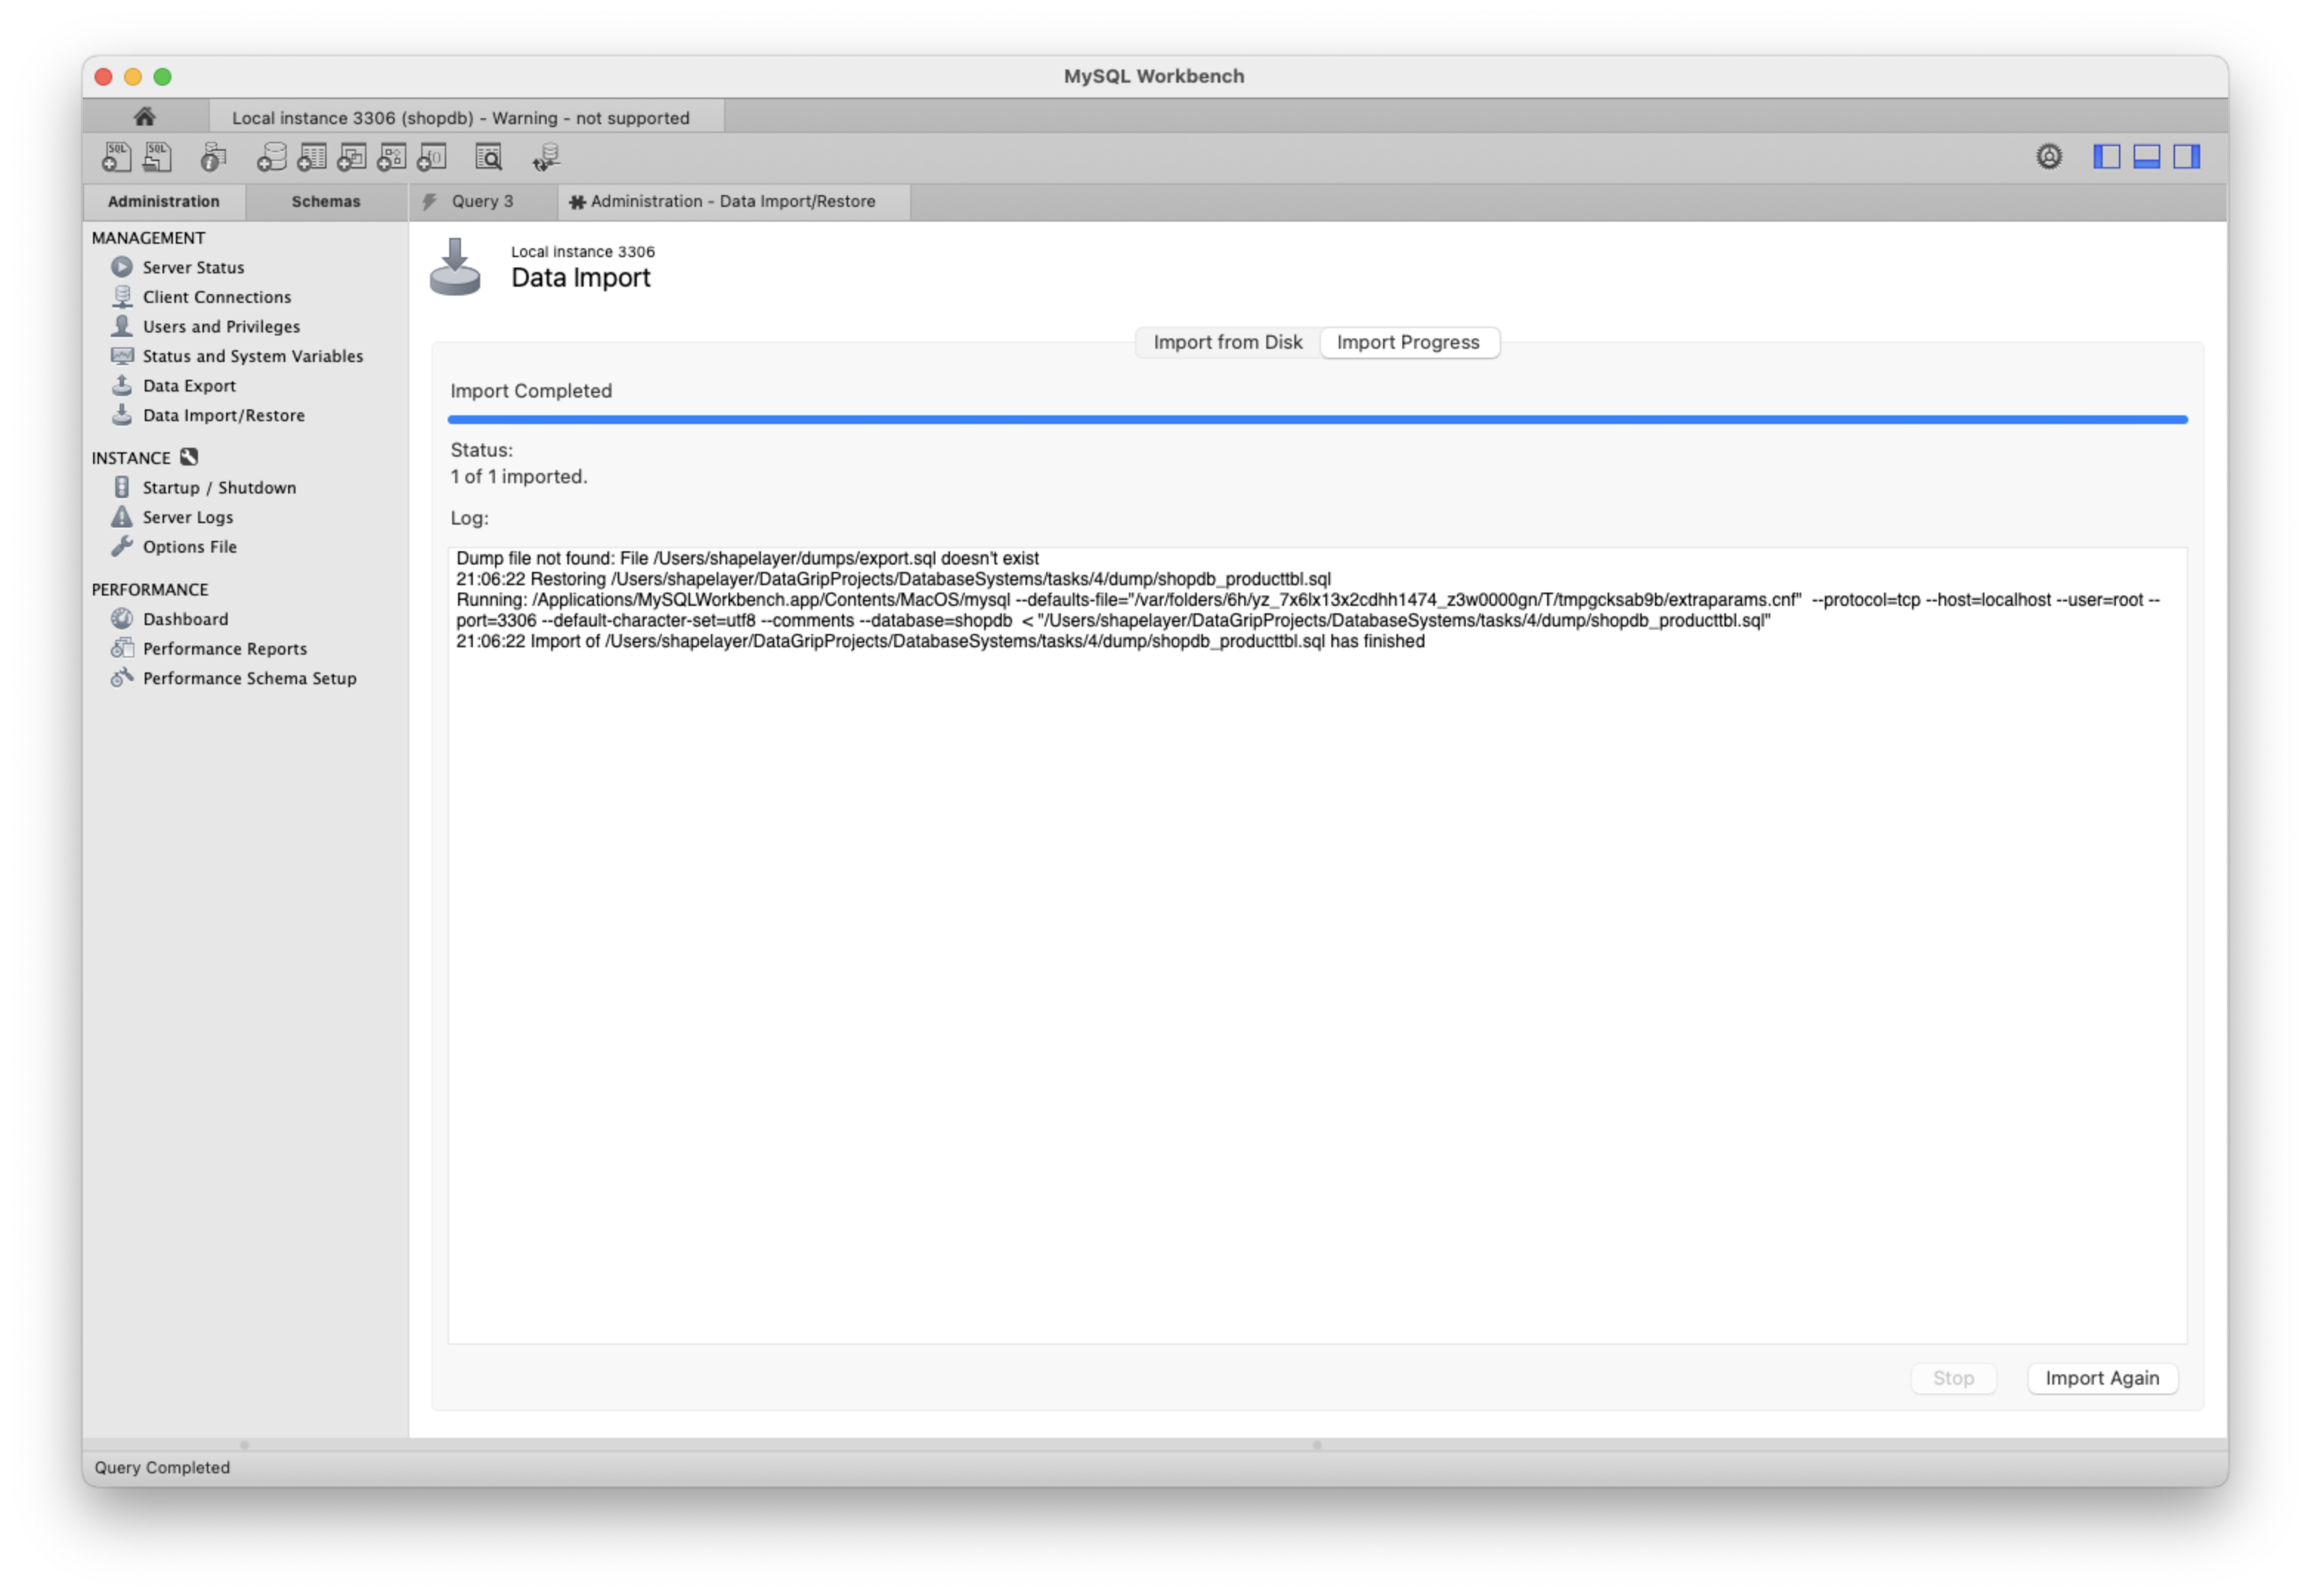 MySQL Workbench
Local instance 3306 (shopdb) - Warning - not supported
SQL SQL
Administration
Schemas
Query 3
Administration - Data Import/Restore
MANAGEMENT
Server Status
Client Connections
Users and Privileges
Status and System Variables
Data Export
Data Import/Restore
INSTANCE
Startup / Shutdown
Server Logs
Options File
PERFORMANCE
Dashboard
Performance Reports
Performance Schema Setup
Local instance 3306
Data Import
Import from Disk
Import Progress
Import Completed
Status:
1 of 1 imported.
Log:
Dump file not found: File /Users/shapelayer/dumps/export.sql doesn't exist
21:06:22 Restoring /Users/shapelayer/DataGripProjects/DatabaseSystems/tasks/4/dump/shopdb_producttbl.sql
Running: /Applications/MySQLWorkbench.app/Contents/MacOS/mysql --defaults-file="/var/folders/6h/yz_7x6lx13x2cdhh1474_z3w0000gn/T/tmpgcksab9b/extraparams.cnf"  --protocol=tcp --host=localhost --user=root --
port=3306 --default-character-set=utf8 --comments --database=shopdb  < "/Users/shapelayer/DataGripProjects/DatabaseSystems/tasks/4/dump/shopdb_producttbl.sql"
21:06:22 Import of /Users/shapelayer/DataGripProjects/DatabaseSystems/tasks/4/dump/shopdb_producttbl.sql has finished
Stop
Import Again
Query Completed